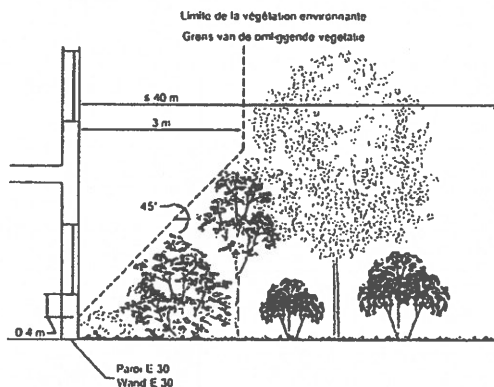 Limite de la végétation environnante
Grens van de omliggende vegetatie
≤ 40 m
3 m
45°
0.4 m
Paroi E 30
Wand E 30